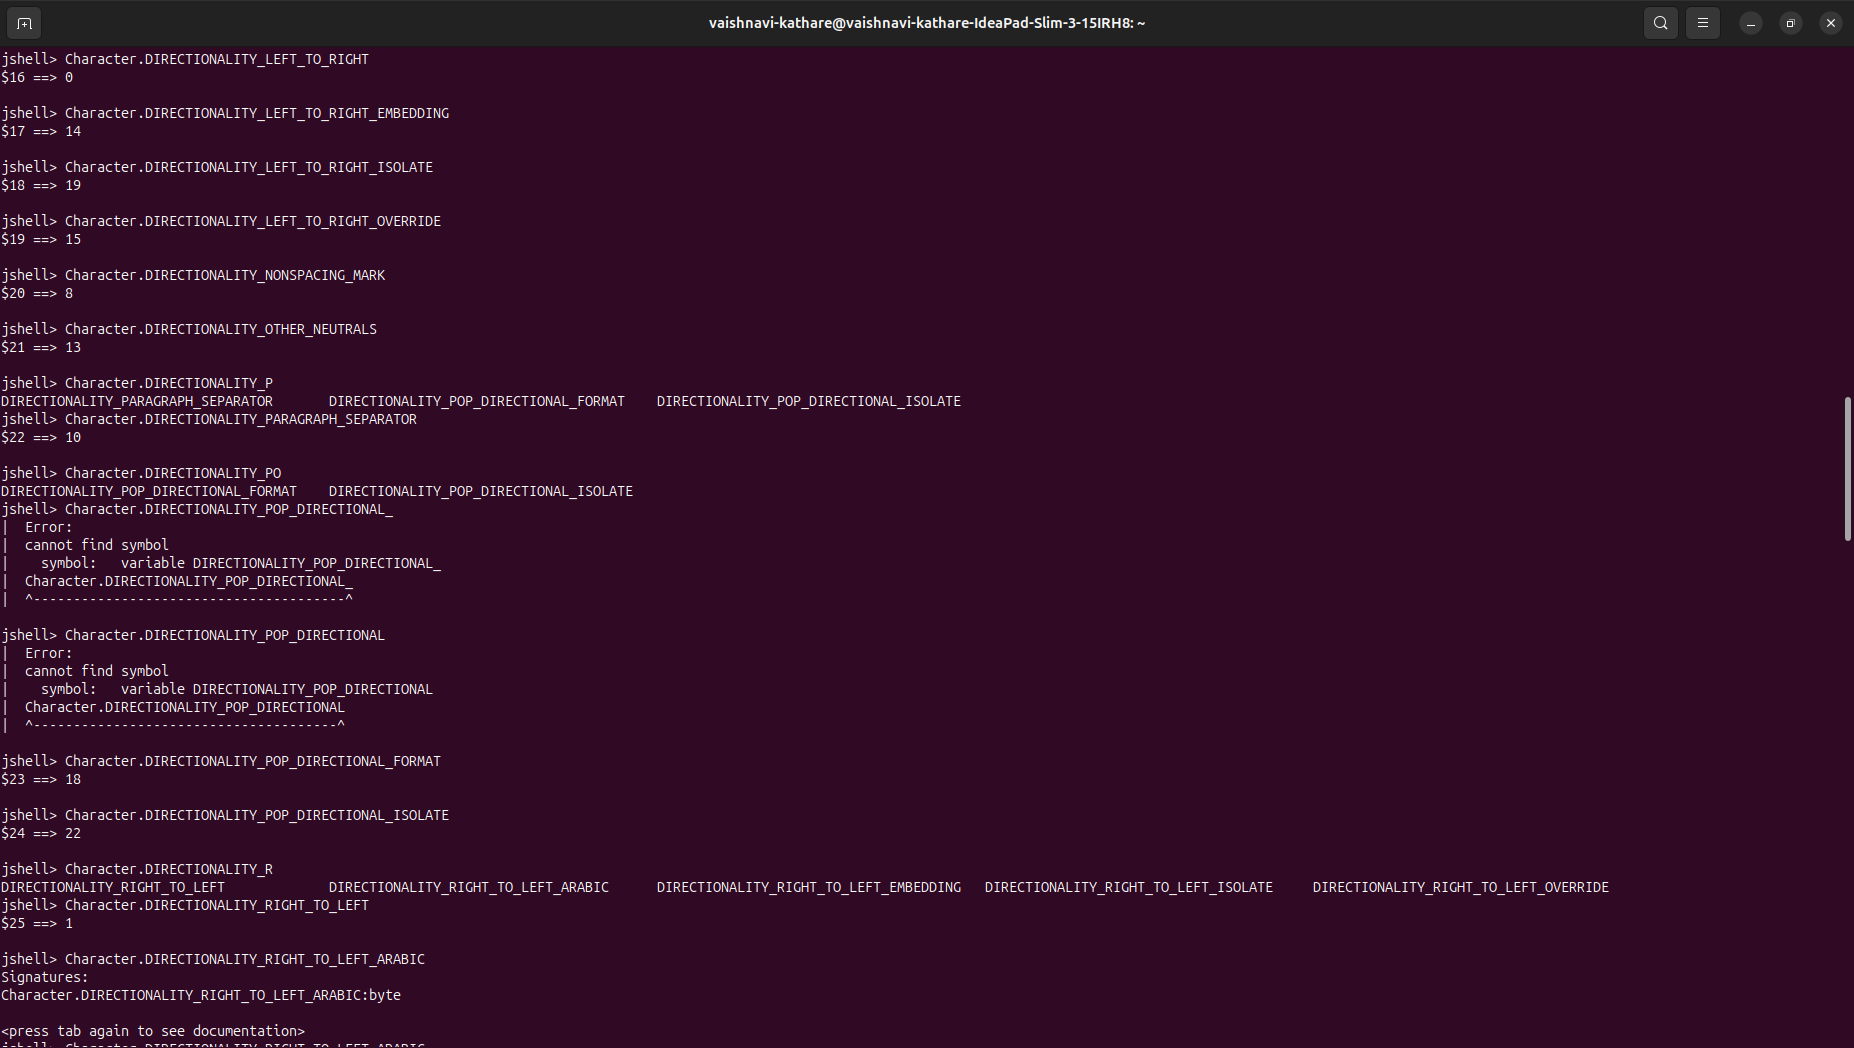 vaishnavi-kathare@vaishnavi-kathare-IdeaPad-Slim-3-15IRH8: ~
jshell> Character.DIRECTIONALITY_LEFT_TO_RIGHT
$16 ==> 0
jshell> Character.DIRECTIONALITY_LEFT_TO_RIGHT_EMBEDDING
$17 ==> 14
jshell> Character.DIRECTIONALITY_LEFT_TO_RIGHT_ISOLATE
$18 ==> 19
jshell> Character.DIRECTIONALITY_LEFT_TO_RIGHT_OVERRIDE
$19 ==> 15
jshell> Character.DIRECTIONALITY_NONSPACING_MARK
$20 ==> 8
jshell> Character.DIRECTIONALITY_OTHER_NEUTRALS
$21 ==> 13
jshell> Character.DIRECTIONALITY_P
DIRECTIONALITY_PARAGRAPH_SEPARATOR       DIRECTIONALITY_POP_DIRECTIONAL_FORMAT    DIRECTIONALITY_POP_DIRECTIONAL_ISOLATE
jshell> Character.DIRECTIONALITY_PARAGRAPH_SEPARATOR
$22 ==> 10
jshell> Character.DIRECTIONALITY_PO
DIRECTIONALITY_POP_DIRECTIONAL_FORMAT    DIRECTIONALITY_POP_DIRECTIONAL_ISOLATE
jshell> Character.DIRECTIONALITY_POP_DIRECTIONAL_
|  Error:
|  cannot find symbol
|    symbol:   variable DIRECTIONALITY_POP_DIRECTIONAL_
|  Character.DIRECTIONALITY_POP_DIRECTIONAL_
|  ^---------------------------------------^
jshell> Character.DIRECTIONALITY_POP_DIRECTIONAL
|  Error:
|  cannot find symbol
|    symbol:   variable DIRECTIONALITY_POP_DIRECTIONAL
|  Character.DIRECTIONALITY_POP_DIRECTIONAL
|  ^--------------------------------------^
jshell> Character.DIRECTIONALITY_POP_DIRECTIONAL_FORMAT
$23 ==> 18
jshell> Character.DIRECTIONALITY_POP_DIRECTIONAL_ISOLATE
$24 ==> 22
jshell> Character.DIRECTIONALITY_R
DIRECTIONALITY_RIGHT_TO_LEFT             DIRECTIONALITY_RIGHT_TO_LEFT_ARABIC      DIRECTIONALITY_RIGHT_TO_LEFT_EMBEDDING   DIRECTIONALITY_RIGHT_TO_LEFT_ISOLATE     DIRECTIONALITY_RIGHT_TO_LEFT_OVERRIDE
jshell> Character.DIRECTIONALITY_RIGHT_TO_LEFT
$25 ==> 1
jshell> Character.DIRECTIONALITY_RIGHT_TO_LEFT_ARABIC
Signatures:
Character.DIRECTIONALITY_RIGHT_TO_LEFT_ARABIC:byte
<press tab again to see documentation>
jshell> Character.DIRECTIONALITY_RIGHT_TO_LEFT_ARABIC